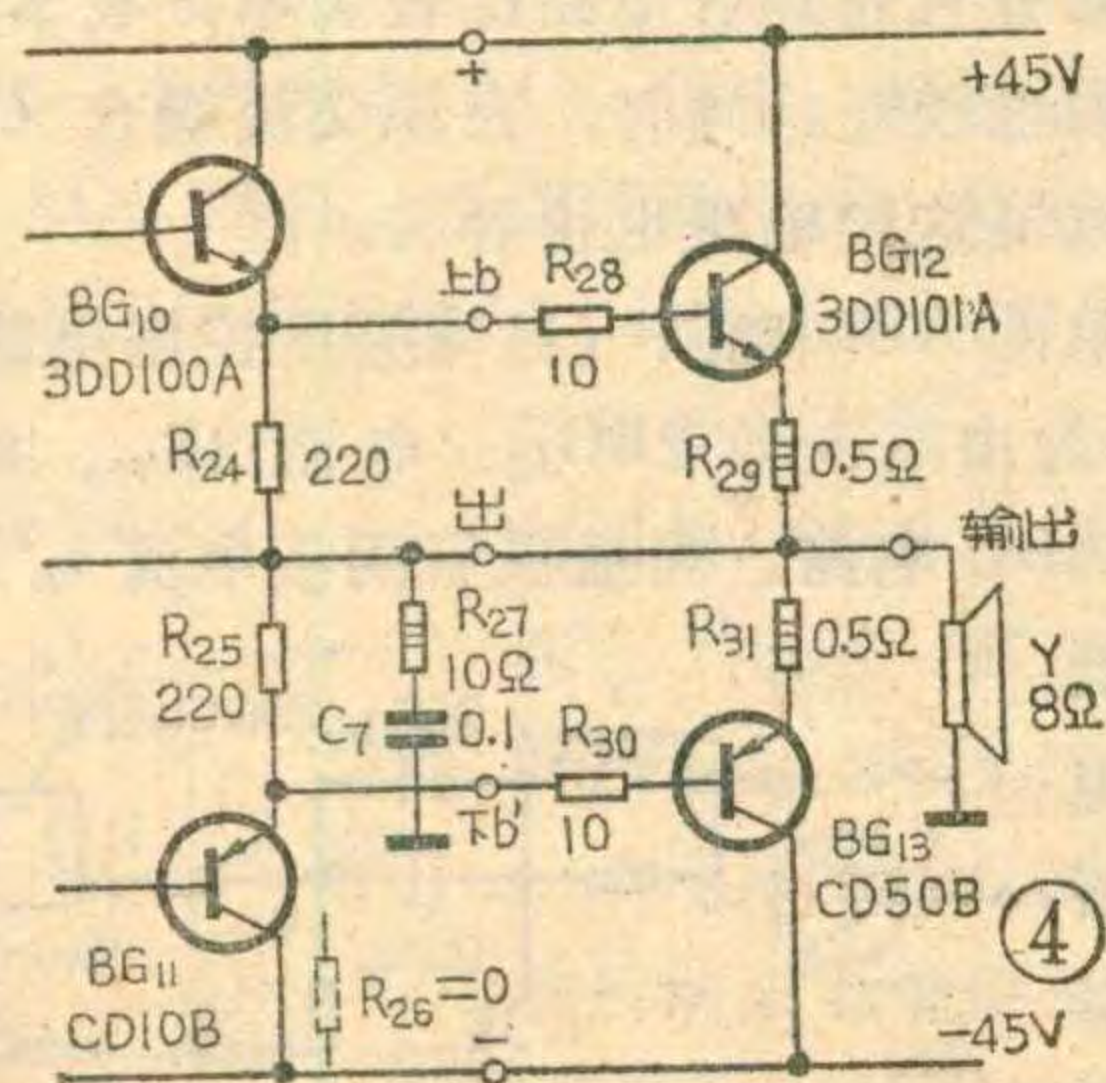 +
+45V
BG10
3DD100A
上b
R28
10
BG12
3DD101A
R24
220
R29
0.5Ω
出
输出
R25
220
R27
10Ω
C7
0.1
R30
10
下b'
R31
0.5Ω
Y
8Ω
BG11
CD10B
R26=0
BG13
CD50B
④
−
-45V